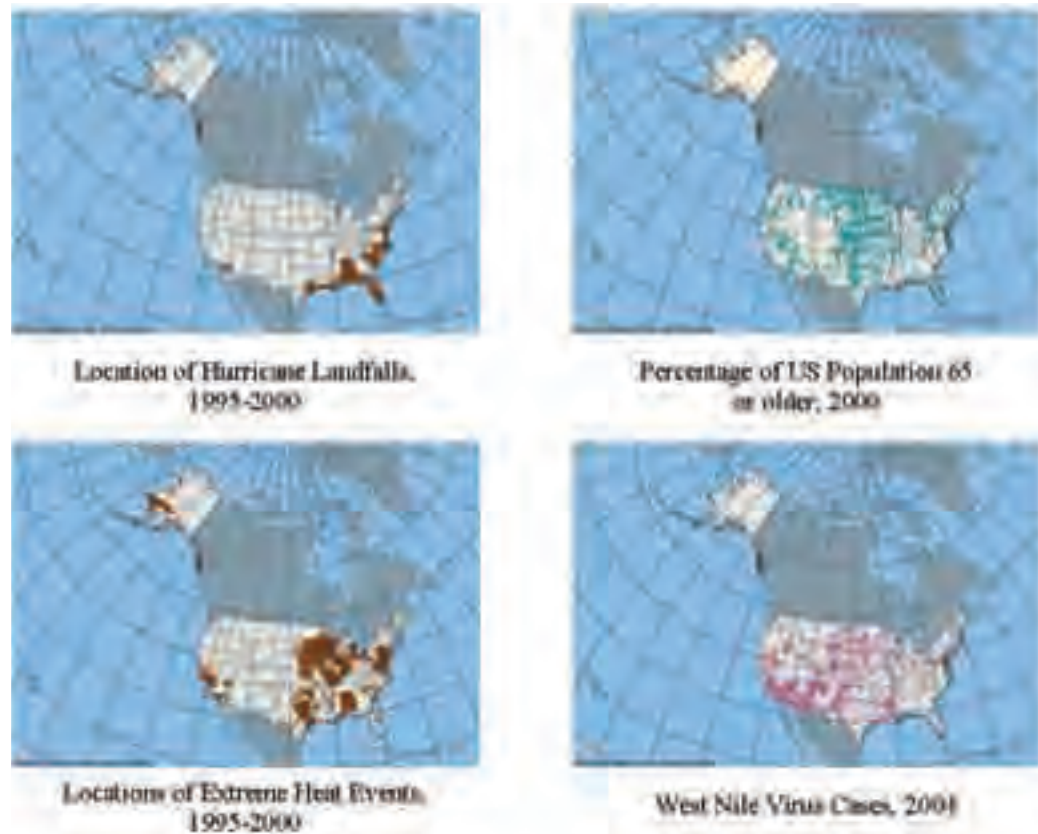 Location of Hurricane Landfalls,
1995-2000
Percentage of US Population 65
or older, 2000
Locations of Extreme Heat Events,
1995-2000
West Nile Virus Cases,